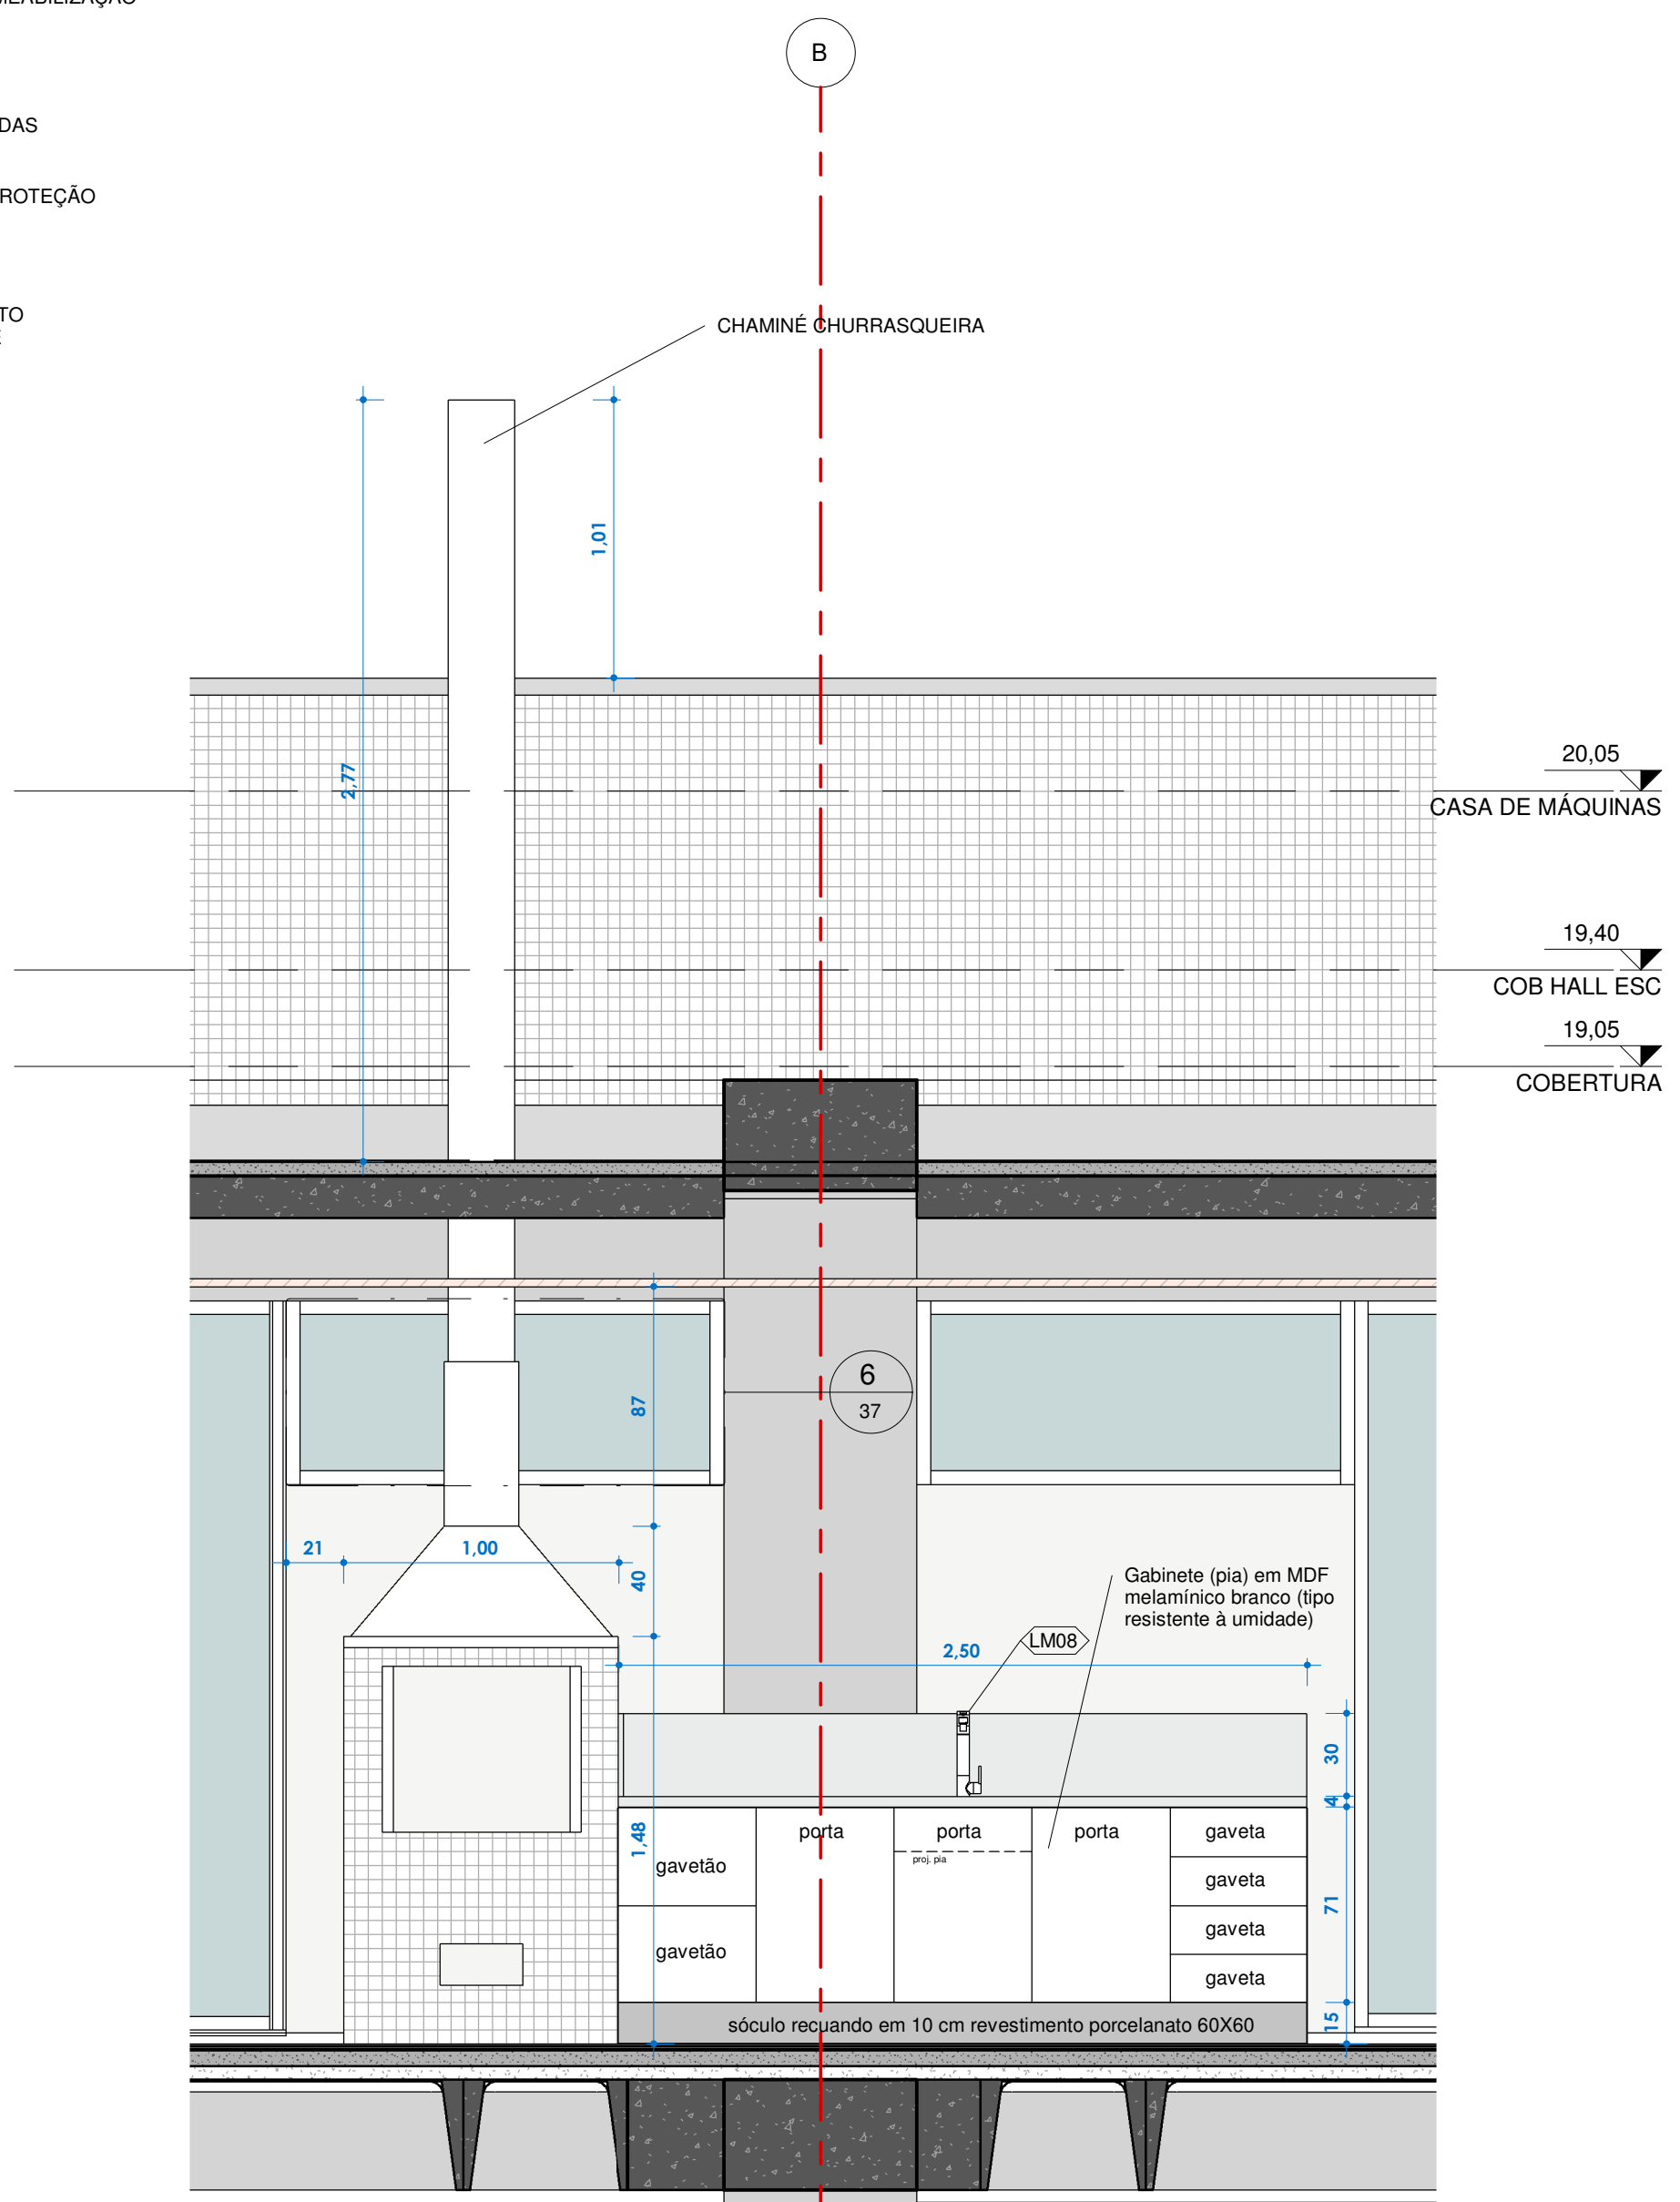 B
DAS
ROTEÇÃO
TO
CHAMINÉ CHURRASQUEIRA
1,01
2,77
20,05
CASA DE MÁQUINAS
19,40
COB HALL ESC
19,05
COBERTURA
6
37
87
21
1,00
40
Gabinete (pia) em MDF
melamínico branco (tipo
resistente à umidade)
LM08
2,50
30
4
1,48
porta
porta
porta
gaveta
proj. pia
gavetão
gaveta
71
gaveta
gavetão
gaveta
15
sóculo recuando em 10 cm revestimento porcelanato 60X60